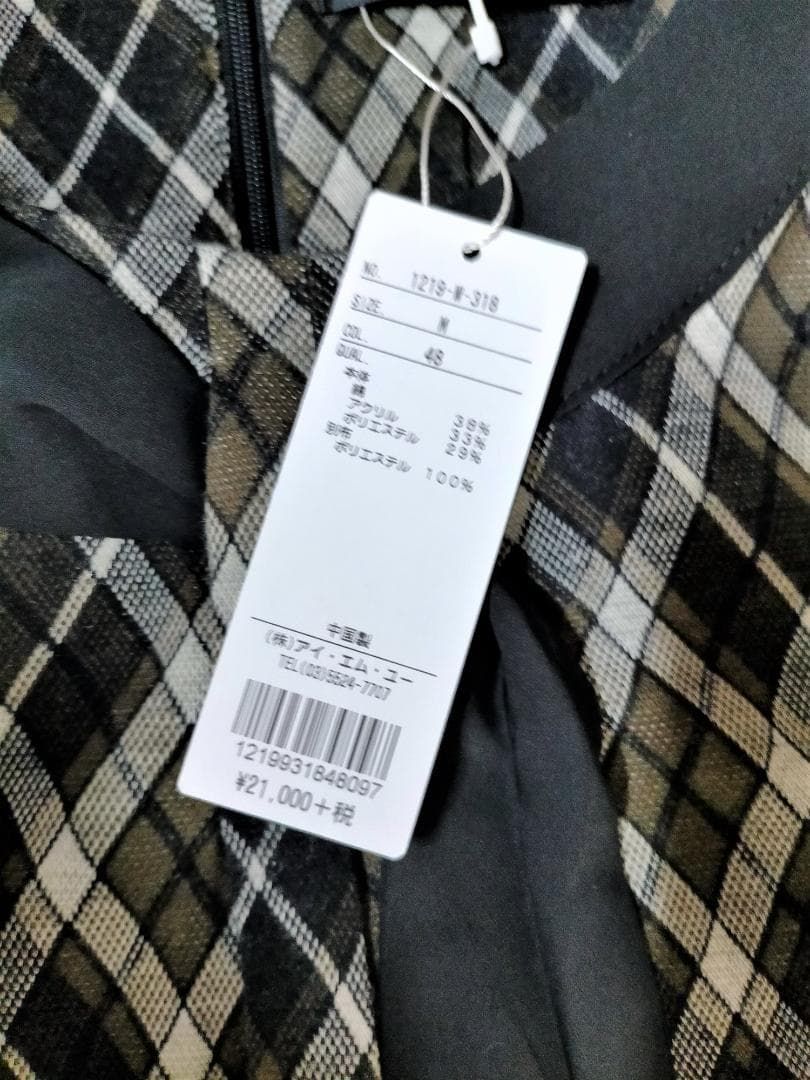 NO. 1219-M-318
SIZE. M
COL. 48
QUAL.
本体
綿 38%
アクリル 33%
ポリエステル 29%
別布
ポリエステル 100%
中国製
(株)アイ・エム・ユー
TEL(03)5524-7707
1219931848097
¥21,000+税